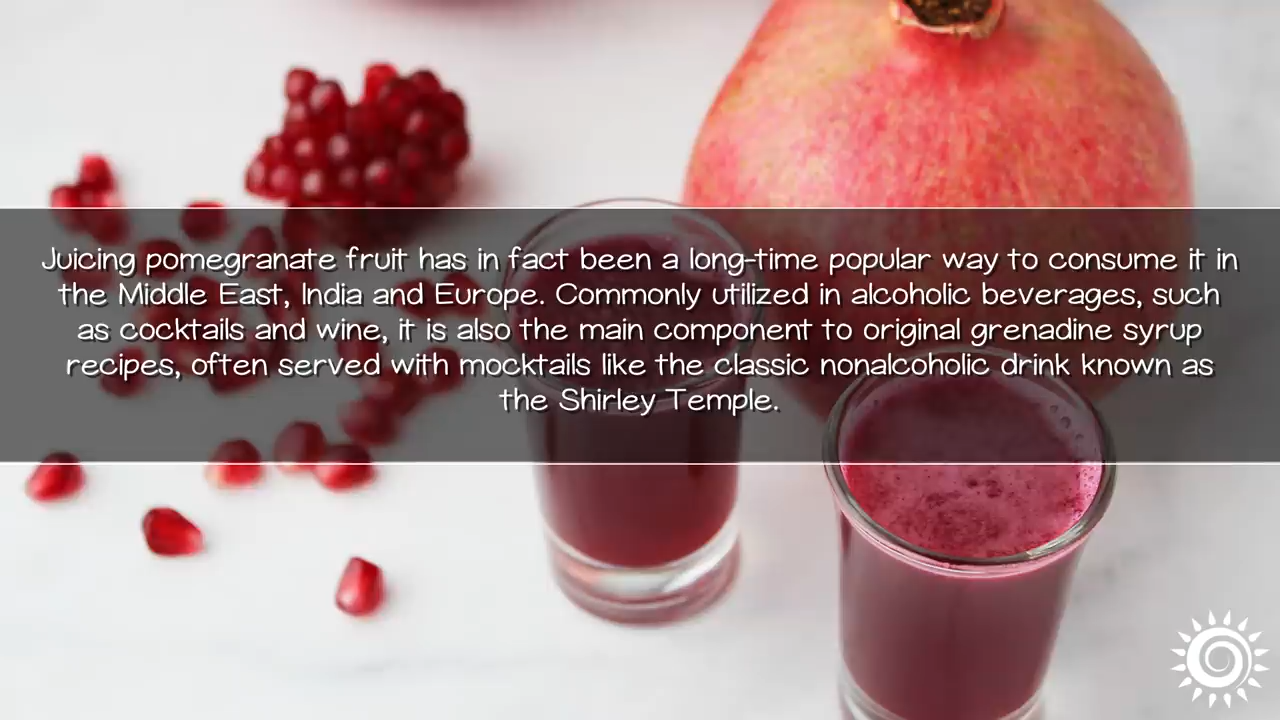 Juicing pomegranate fruit has in fact been a long-time popular way to consume it in
the Middle East, India and Europe. Commonly utilized in alcoholic beverages, such
as cocktails and wine, it is also the main component to original grenadine syrup
recipes, often served with mocktails like the classic nonalcoholic drink known as
the Shirley Temple.